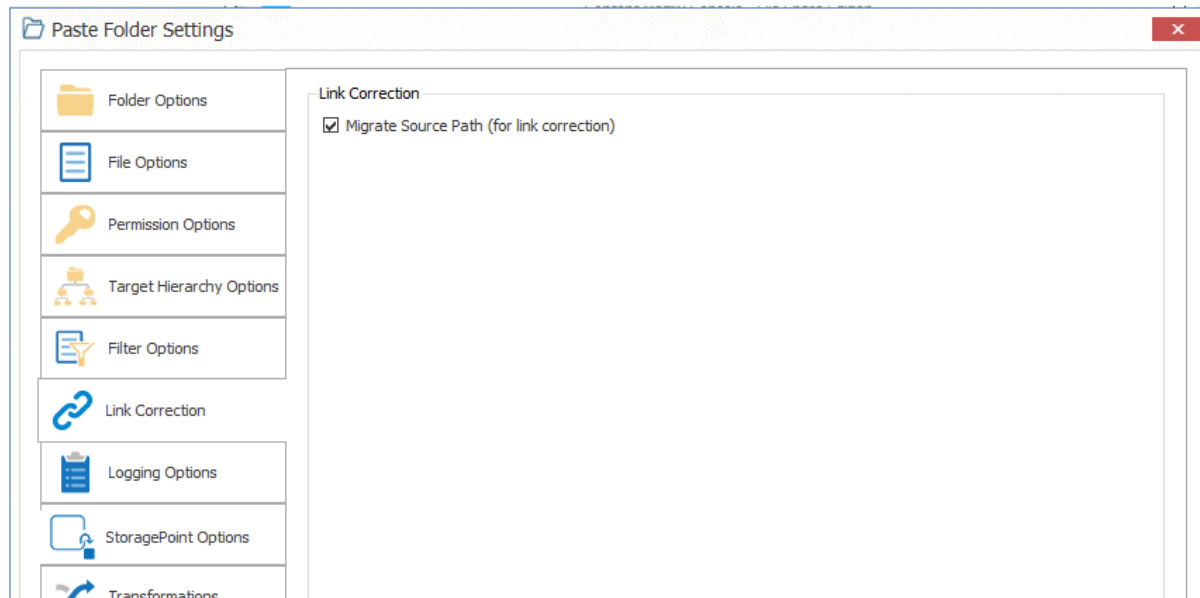 Paste Folder Settings
Folder Options
File Options
Permission Options
Target Hierarchy Options
Filter Options
Link Correction
Logging Options
StoragePoint Options
Transformations
Link Correction
Migrate Source Path (for link correction)